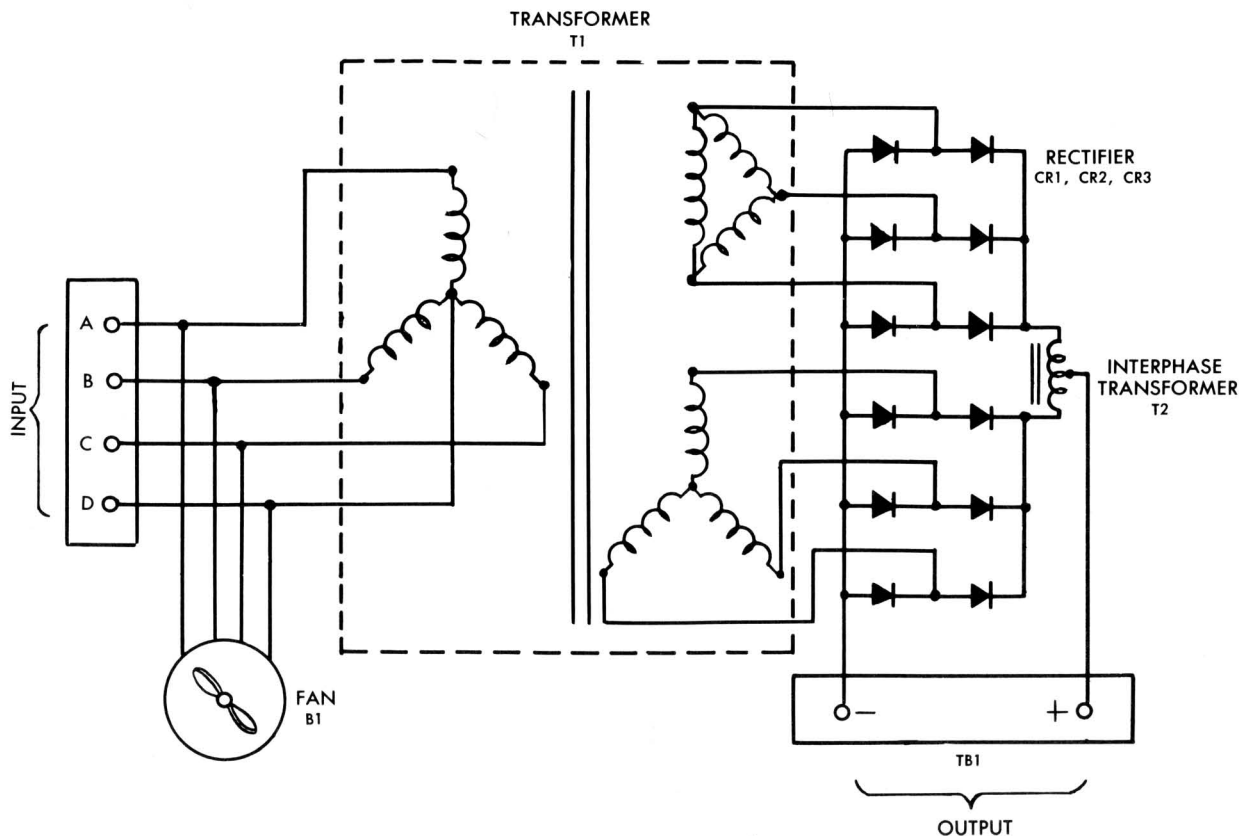 TRANSFORMER
T1
RECTIFIER
CR1, CR2, CR3
INPUT
A
B
C
D
INTERPHASE
TRANSFORMER
T2
FAN
B1
−
+
TB1
OUTPUT